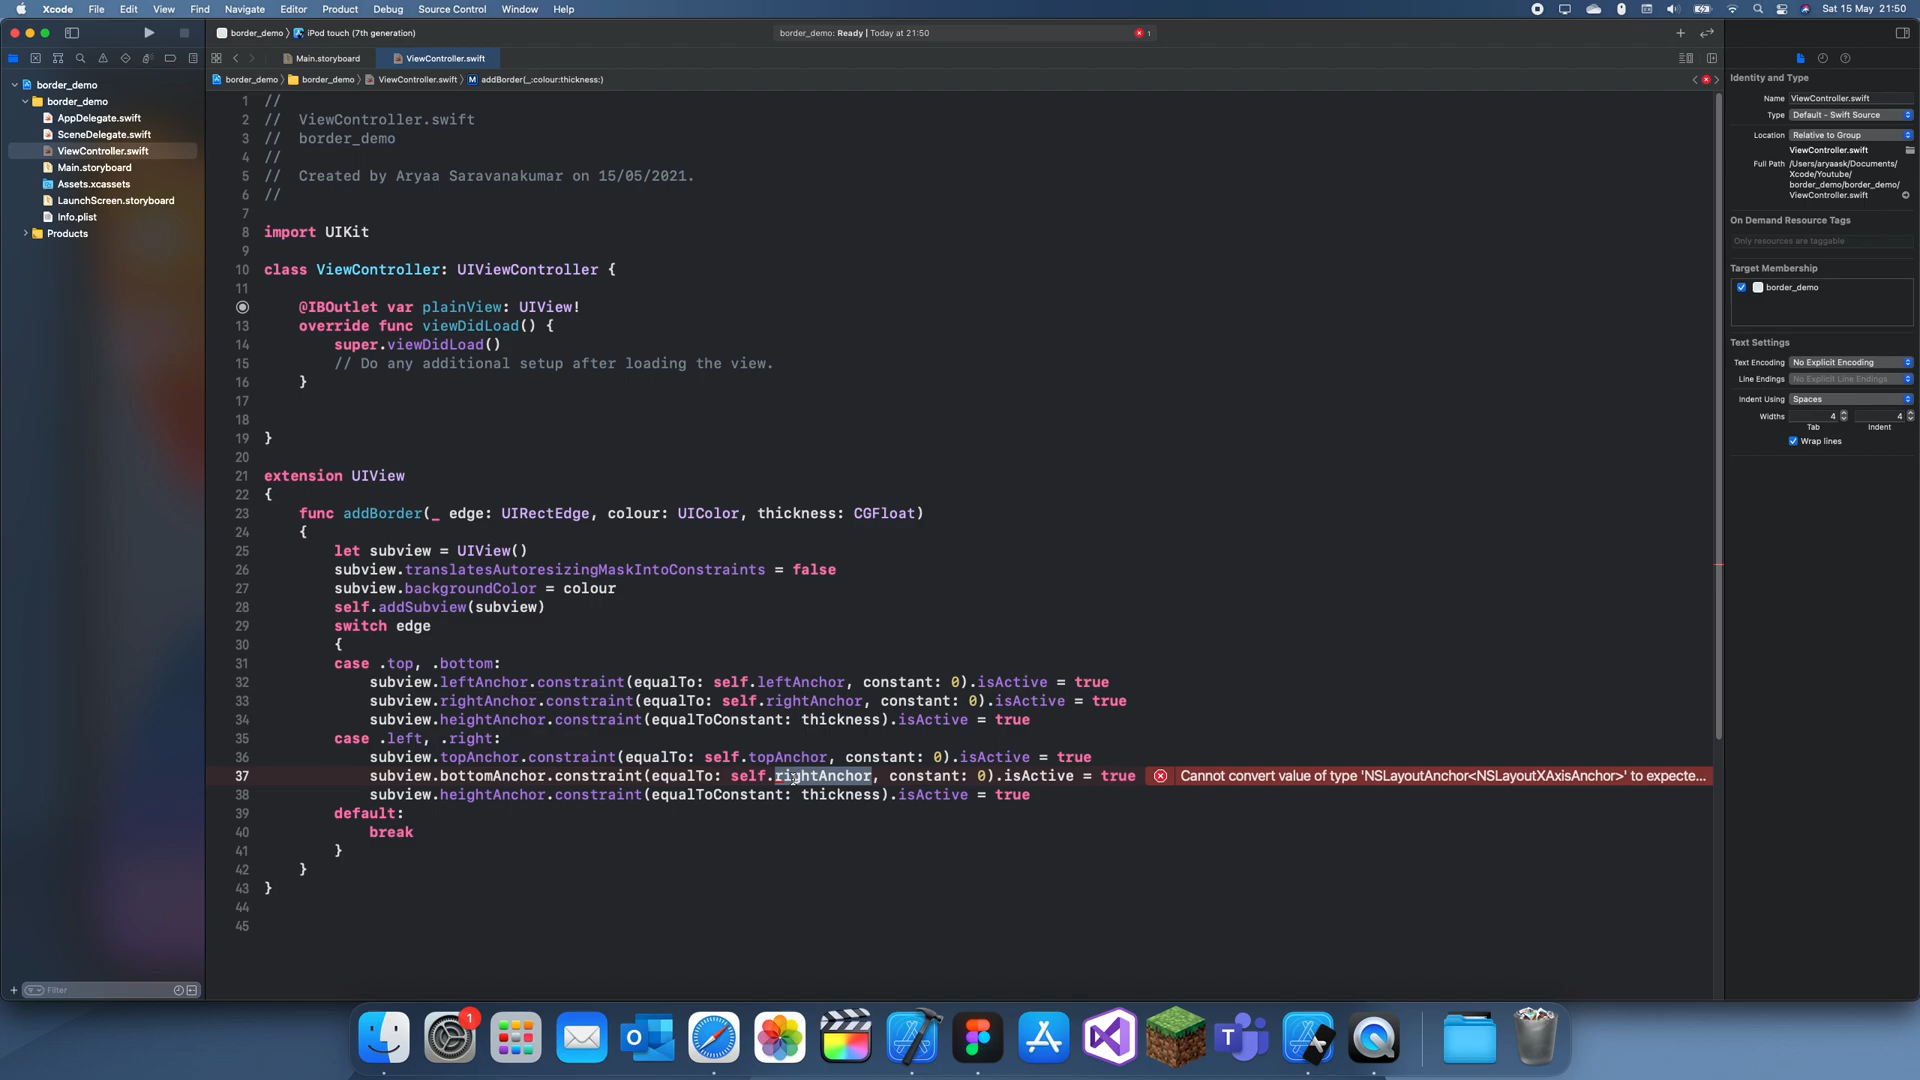 Xcode File Edit View Find Navigate Editor Product Debug Source Control Window Help Sat 15 May 21:50
border_demo iPod touch (7th generation) border_demo: Ready | Today at 21:50 1
Main.storyboard ViewController.swift
border_demo border_demo ViewController.swift M addBorder(_:colour:thickness:)
border_demo
border_demo
AppDelegate.swift
SceneDelegate.swift
ViewController.swift
Main.storyboard
Assets.xcassets
LaunchScreen.storyboard
Info.plist
Products
Filter
1 //
2 //  ViewController.swift
3 //  border_demo
4 //
5 //  Created by Aryaa Saravanakumar on 15/05/2021.
6 //
7
8 import UIKit
9
10 class ViewController: UIViewController {
11
@IBOutlet var plainView: UIView!
13 override func viewDidLoad() {
14 super.viewDidLoad()
15 // Do any additional setup after loading the view.
16 }
17
18
19 }
20
21 extension UIView
22 {
23 func addBorder(_ edge: UIRectEdge, colour: UIColor, thickness: CGFloat)
24 {
25 let subview = UIView()
26 subview.translatesAutoresizingMaskIntoConstraints = false
27 subview.backgroundColor = colour
28 self.addSubview(subview)
29 switch edge
30 {
31 case .top, .bottom:
32 subview.leftAnchor.constraint(equalTo: self.leftAnchor, constant: 0).isActive = true
33 subview.rightAnchor.constraint(equalTo: self.rightAnchor, constant: 0).isActive = true
34 subview.heightAnchor.constraint(equalToConstant: thickness).isActive = true
35 case .left, .right:
36 subview.topAnchor.constraint(equalTo: self.topAnchor, constant: 0).isActive = true
37 subview.bottomAnchor.constraint(equalTo: self.rightAnchor, constant: 0).isActive = true Cannot convert value of type 'NSLayoutAnchor<NSLayoutXAxisAnchor>' to expecte...
38 subview.heightAnchor.constraint(equalToConstant: thickness).isActive = true
39 default:
40 break
41 }
42 }
43 }
44
45
Identity and Type
Name ViewController.swift
Type Default - Swift Source
Location Relative to Group
ViewController.swift
Full Path /Users/aryaask/Documents/
Xcode/Youtube/
border_demo/border_demo/
ViewController.swift
On Demand Resource Tags
Only resources are taggable
Target Membership
border_demo
Text Settings
Text Encoding No Explicit Encoding
Line Endings No Explicit Line Endings
Indent Using Spaces
Widths 4 4
Tab Indent
Wrap lines
1